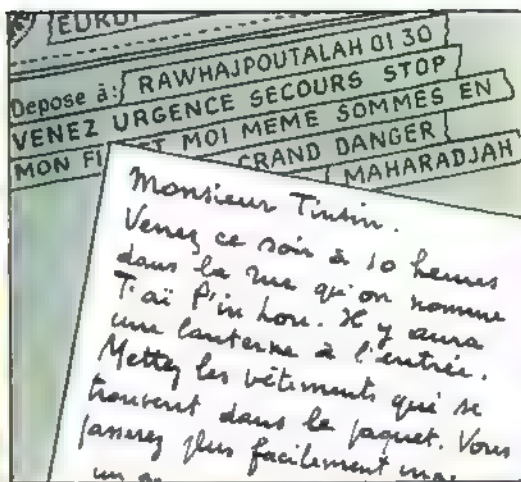 EUROP
Depose à: RAWHAJPOUTALAH 01 30
VENEZ URGENCE SECOURS STOP
MON FI ET MOI MEME SOMMES EN
GRAND DANGER
MAHARADJAH
Monsieur Tintin.
Venez ce soir à 10 heures
dans la rue qu'on nomme
T'aï P'in Lou. Il y aura
une lanterne à l'entrée.
Mettez les vêtements qui se
trouvent dans le paquet. Vous
passerez plus facilement ina
un